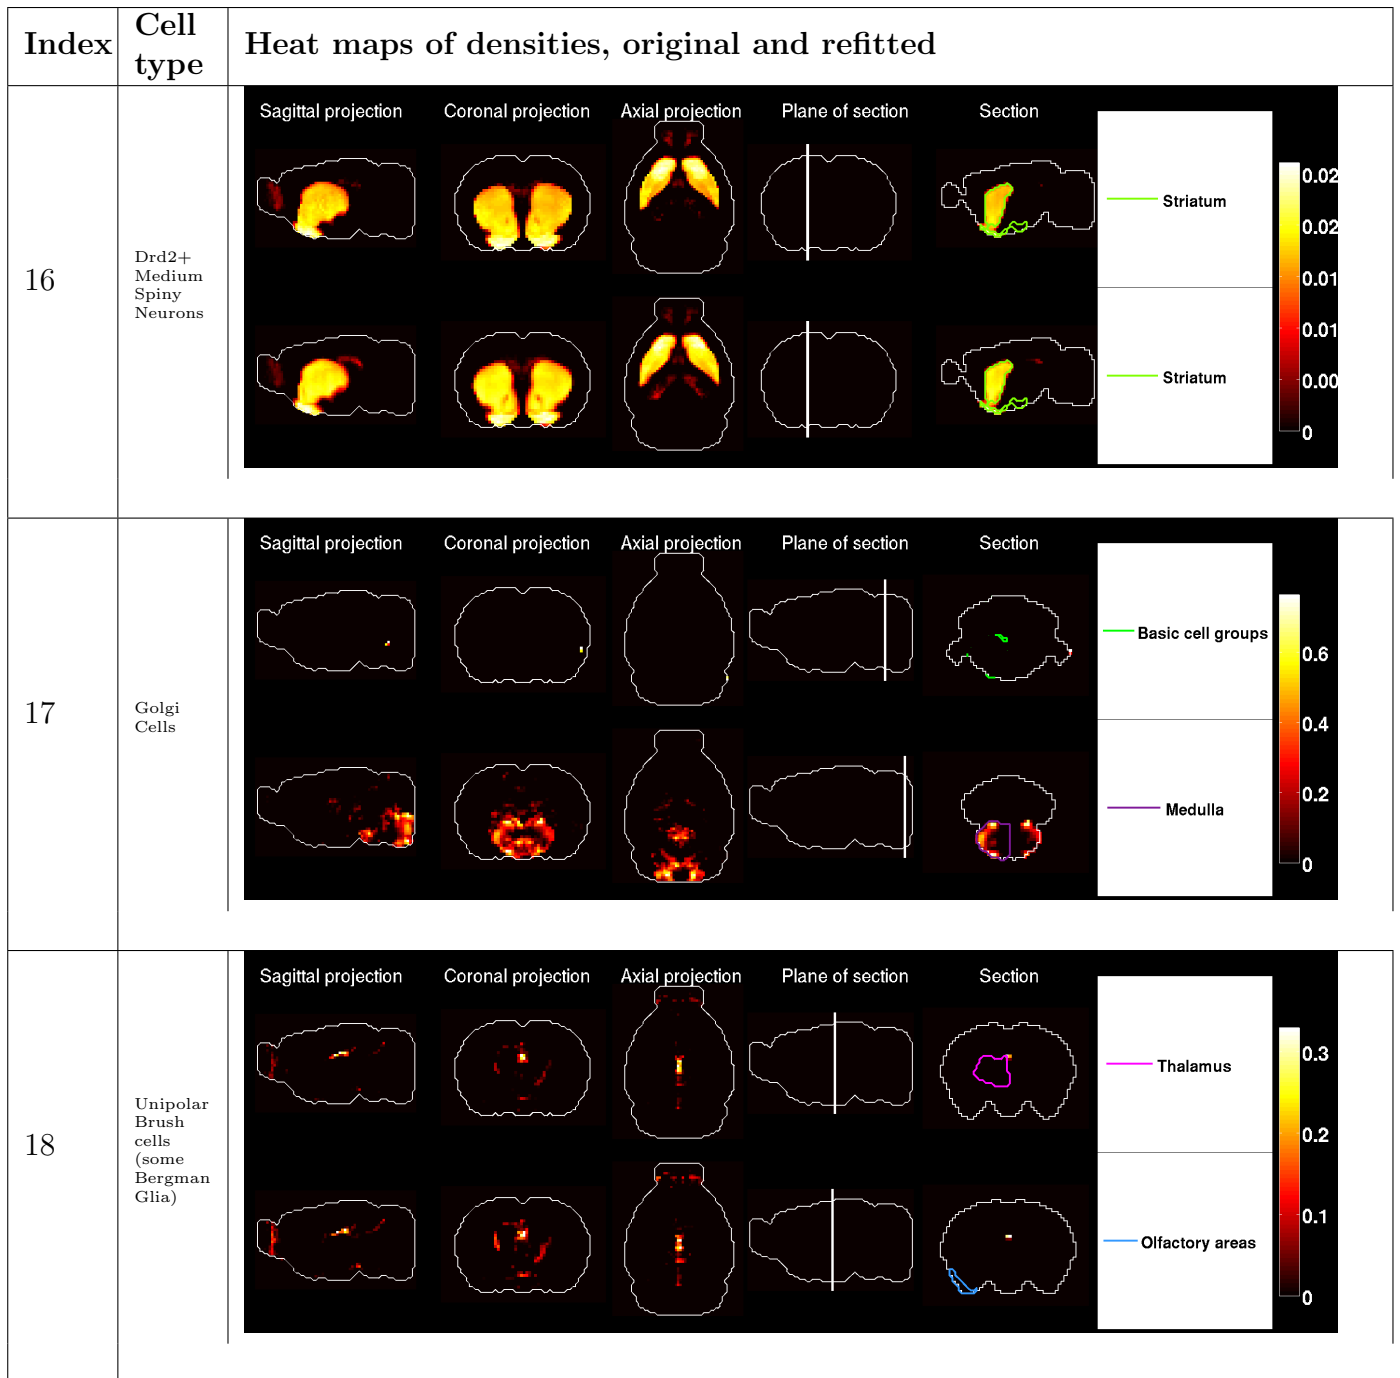 Index
Cell
type
Heat maps of densities, original and refitted
16
Drd2+
Medium
Spiny
Neurons
Sagittal projection
Coronal projection
Axial projection
Plane of section
Section
Striatum
Striatum
0.02
0.02
0.01
0.01
0.00
0
17
Golgi
Cells
Sagittal projection
Coronal projection
Axial projection
Plane of section
Section
Basic cell groups
Medulla
0.6
0.4
0.2
0
18
Unipolar
Brush
cells
(some
Bergman
Glia)
Sagittal projection
Coronal projection
Axial projection
Plane of section
Section
Thalamus
Olfactory areas
0.3
0.2
0.1
0